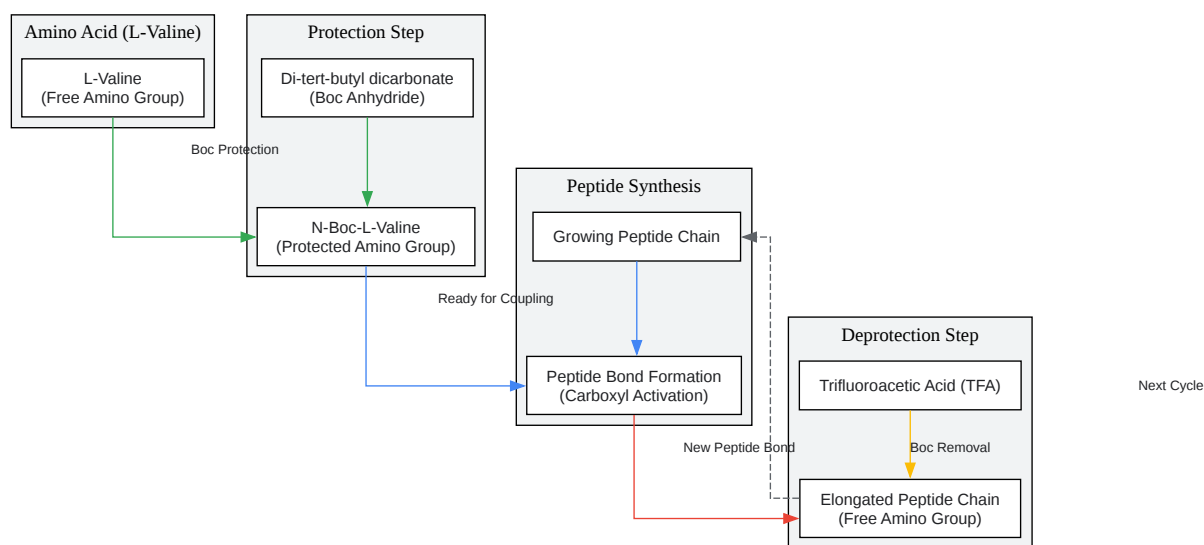 Amino Acid (L-Valine)
L-Valine
(Free Amino Group)
Protection Step
Di-tert-butyl dicarbonate
(Boc Anhydride)
Boc Protection
N-Boc-L-Valine
(Protected Amino Group)
Peptide Synthesis
Growing Peptide Chain
Ready for Coupling
Peptide Bond Formation
(Carboxyl Activation)
Deprotection Step
Trifluoroacetic Acid (TFA)
Next Cycle
New Peptide Bond
Boc Removal
Elongated Peptide Chain
(Free Amino Group)